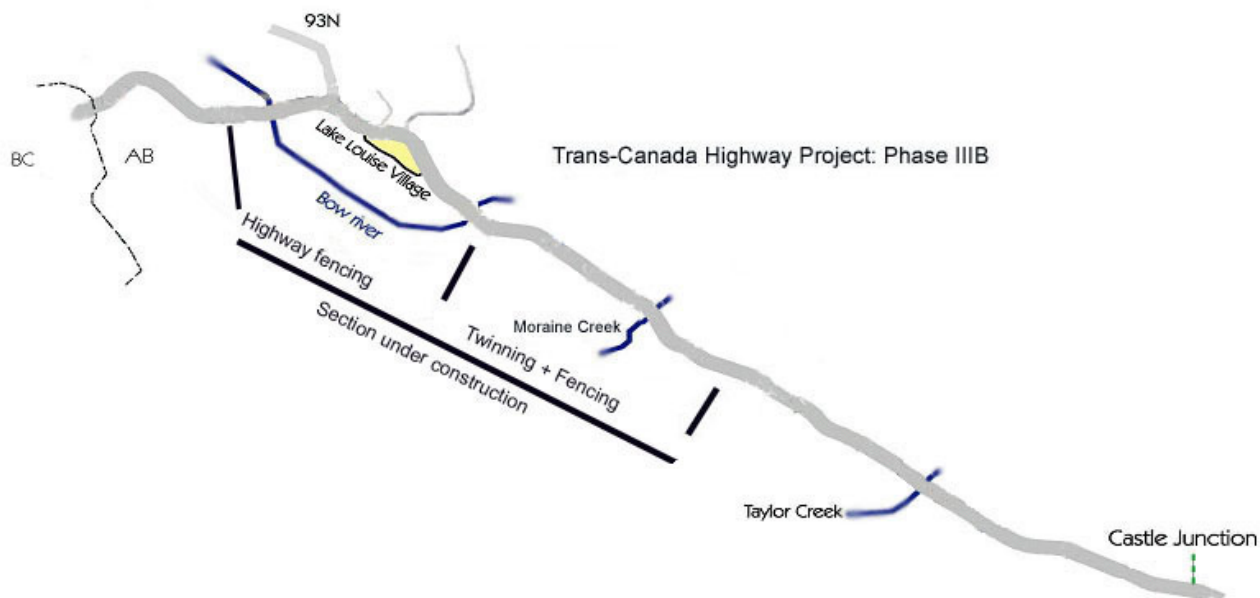 93N
BC
AB
Lake Louise Village
Trans-Canada Highway Project: Phase IIIB
Bow river
Highway fencing
Moraine Creek
Section under construction
Twinning + Fencing
Taylor Creek
Castle Junction